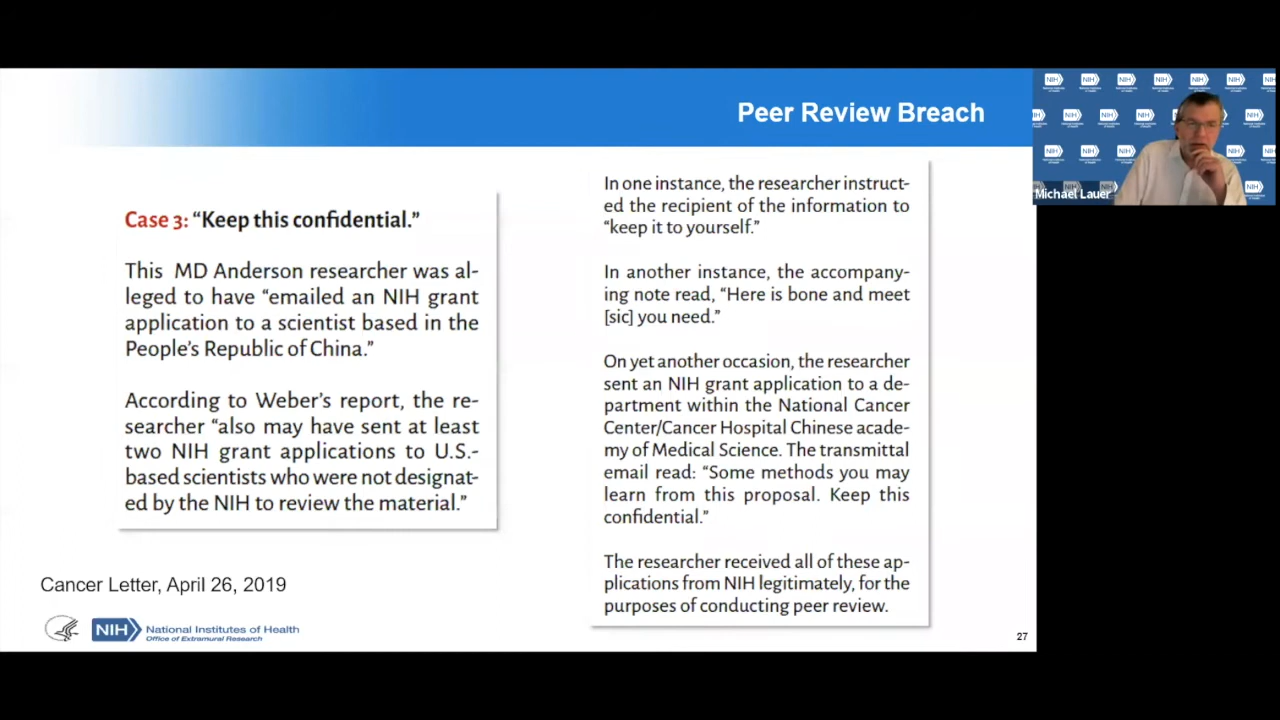 Peer Review Breach
Case 3: “Keep this confidential.”
This MD Anderson researcher was al-
leged to have “emailed an NIH grant
application to a scientist based in the
People’s Republic of China.”
According to Weber’s report, the re-
searcher “also may have sent at least
two NIH grant applications to U.S.-
based scientists who were not designat-
ed by the NIH to review the material.”
In one instance, the researcher instruct-
ed the recipient of the information to
“keep it to yourself.”
In another instance, the accompany-
ing note read, “Here is bone and meet
[sic] you need.”
On yet another occasion, the researcher
sent an NIH grant application to a de-
partment within the National Cancer
Center/Cancer Hospital Chinese acade-
my of Medical Science. The transmittal
email read: “Some methods you may
learn from this proposal. Keep this
confidential.”
The researcher received all of these ap-
plications from NIH legitimately, for the
purposes of conducting peer review.
Cancer Letter, April 26, 2019
NIH National Institutes of Health
Office of Extramural Research
27
Michael Lauer
NIH